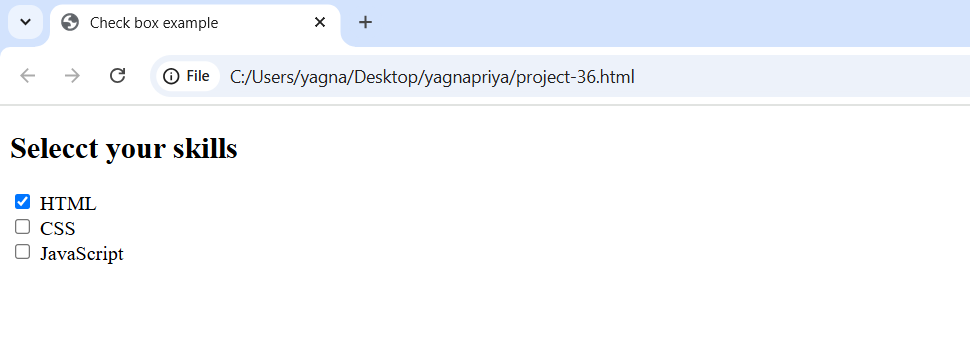 Check box example
File C:/Users/yagna/Desktop/yagnapriya/project-36.html
Selecct your skills
HTML
CSS
JavaScript